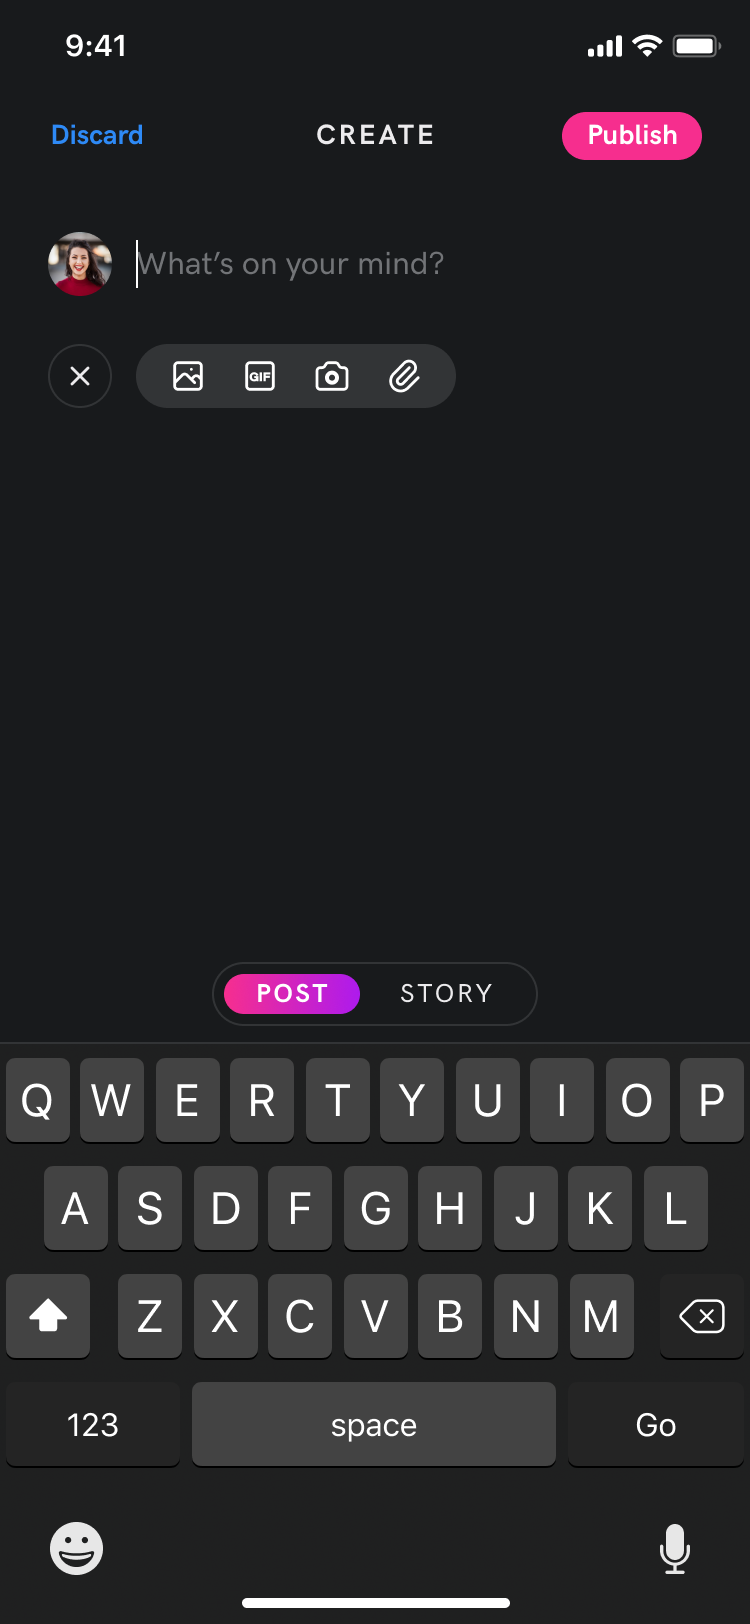 9:41
Discard CREATE Publish
What’s on your mind?
GIF
POST STORY
Q W E R T Y U I O P
A S D F G H J K L
Z X C V B N M
123 space Go